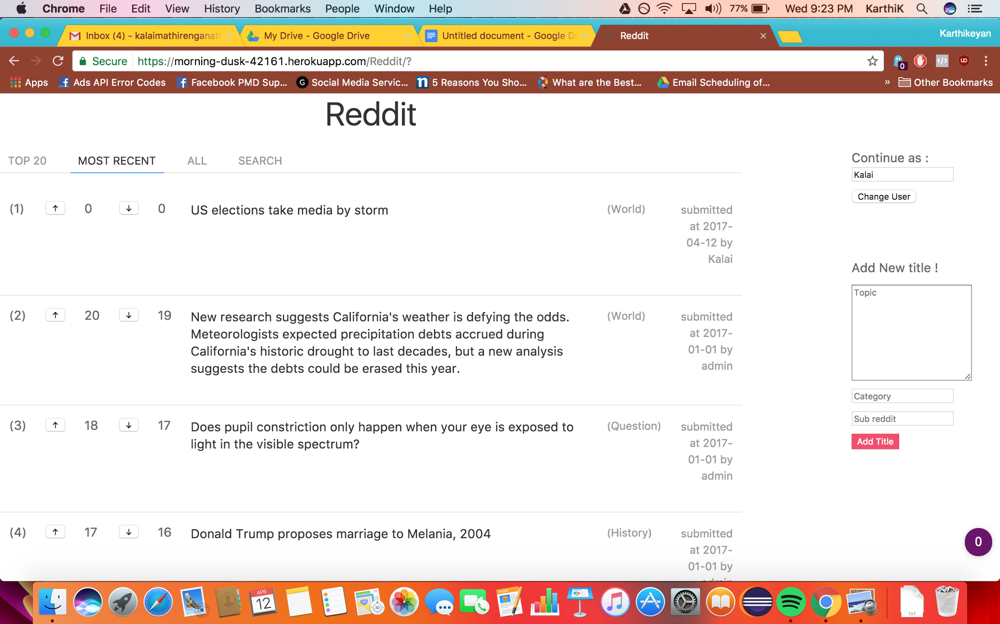 Chrome File Edit View History Bookmarks People Window Help 77% Wed 9:23 PM KarthiK
Inbox (4) - kalaimathirenganat My Drive - Google Drive Untitled document - Google Do Reddit Karthikeyan
Secure https://morning-dusk-42161.herokuapp.com/Reddit/? 0
Apps Ads API Error Codes Facebook PMD Sup... Social Media Servic... 5 Reasons You Sho... What are the Best... Email Scheduling of... » Other Bookmarks
Reddit
TOP 20 MOST RECENT ALL SEARCH
(1) ↑ 0 ↓ 0 US elections take media by storm (World) submitted
at 2017-
04-12 by
Kalai
(2) ↑ 20 ↓ 19 New research suggests California's weather is defying the odds. (World) submitted
Meteorologists expected precipitation debts accrued during at 2017-
California's historic drought to last decades, but a new analysis 01-01 by
suggests the debts could be erased this year. admin
(3) ↑ 18 ↓ 17 Does pupil constriction only happen when your eye is exposed to (Question) submitted
light in the visible spectrum? at 2017-
01-01 by
admin
(4) ↑ 17 ↓ 16 Donald Trump proposes marriage to Melania, 2004 (History) submitted
at 2017-
01-01 by
admin
Continue as :
Kalai
Change User
Add New title !
Topic
Category
Sub reddit
Add Title
0
APR
12
280
3D
PAGES
TXT